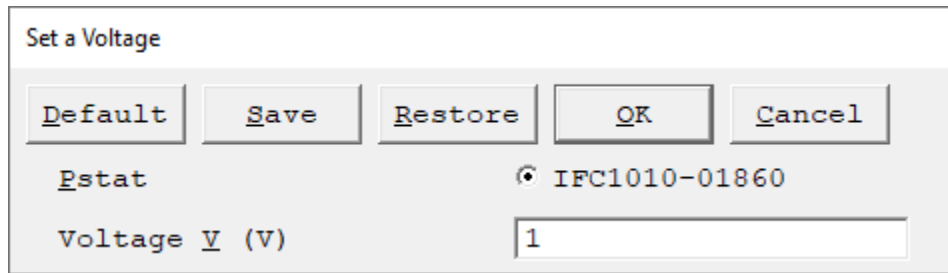 Set a Voltage
Default Save Restore OK Cancel
Pstat IFC1010-01860
Voltage V (V) 1